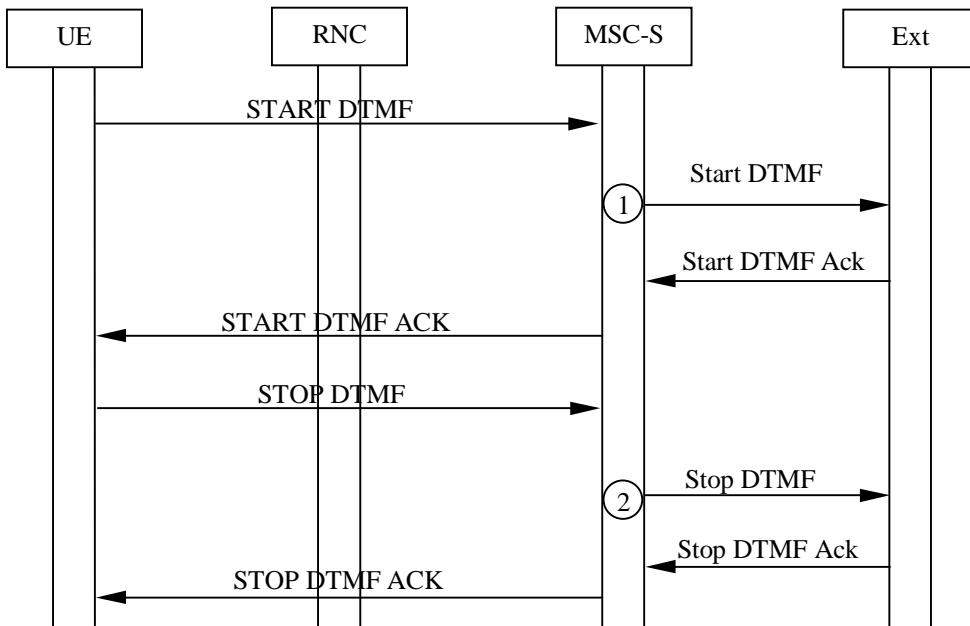 UE
RNC
MSC-S
Ext
START DTMF
Start DTMF
1
Start DTMF Ack
START DTMF ACK
STOP DTMF
Stop DTMF
2
Stop DTMF Ack
STOP DTMF ACK